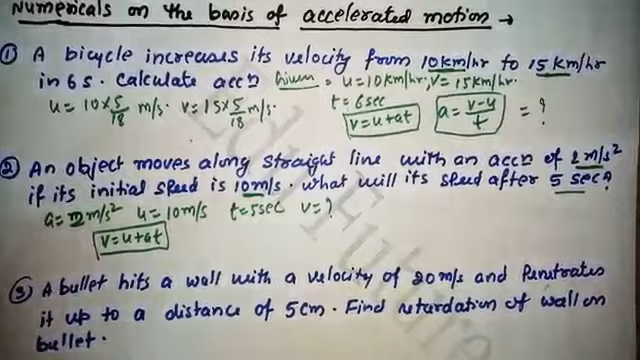 Numericals on the basis of accelerated motion →
① A bicycle increases its velocity from 10km/hr to 15 km/hr
in 6s. Calculate accn Given = u=10km/hr, v=15km/hr.
u = 10×5/18 m/s. v = 15×5/18 m/s. t=6sec
v=u+at a = v-u/t = ?
② An object moves along straight line with an accn of 2 m/s²
if its initial speed is 10m/s. what will its speed after 5 sec?
a=2m/s² u=10m/s t=5sec v=?
v=u+at
③ A bullet hits a wall with a velocity of 20m/s and Penetrates
it up to a distance of 5cm. Find retardation of wall on
bullet.
Edu Future